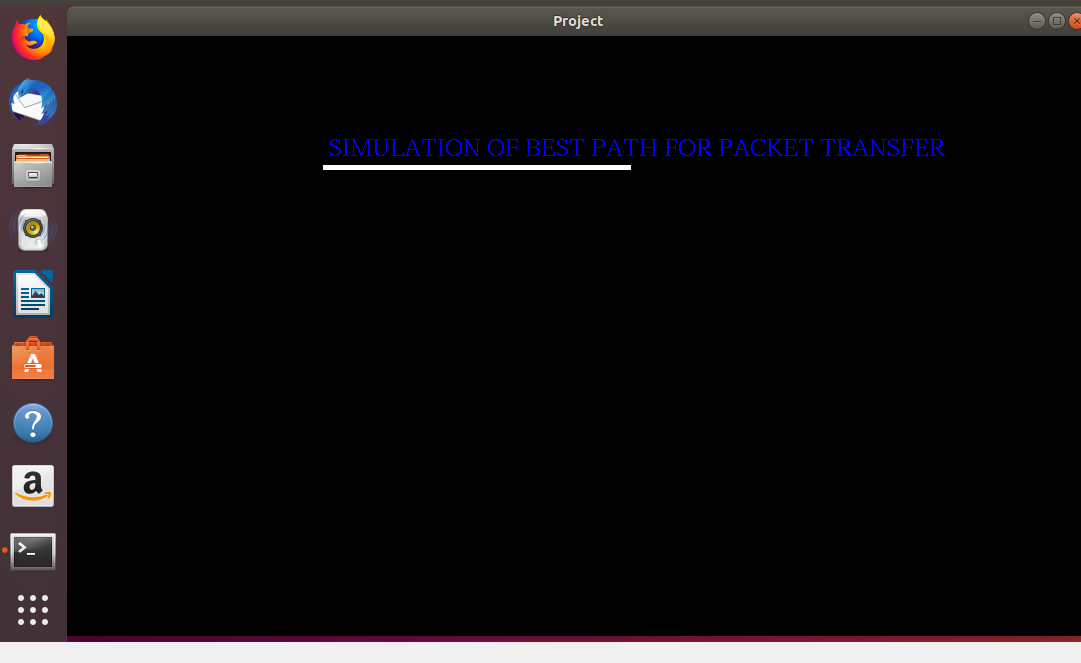 Project
SIMULATION OF BEST PATH FOR PACKET TRANSFER